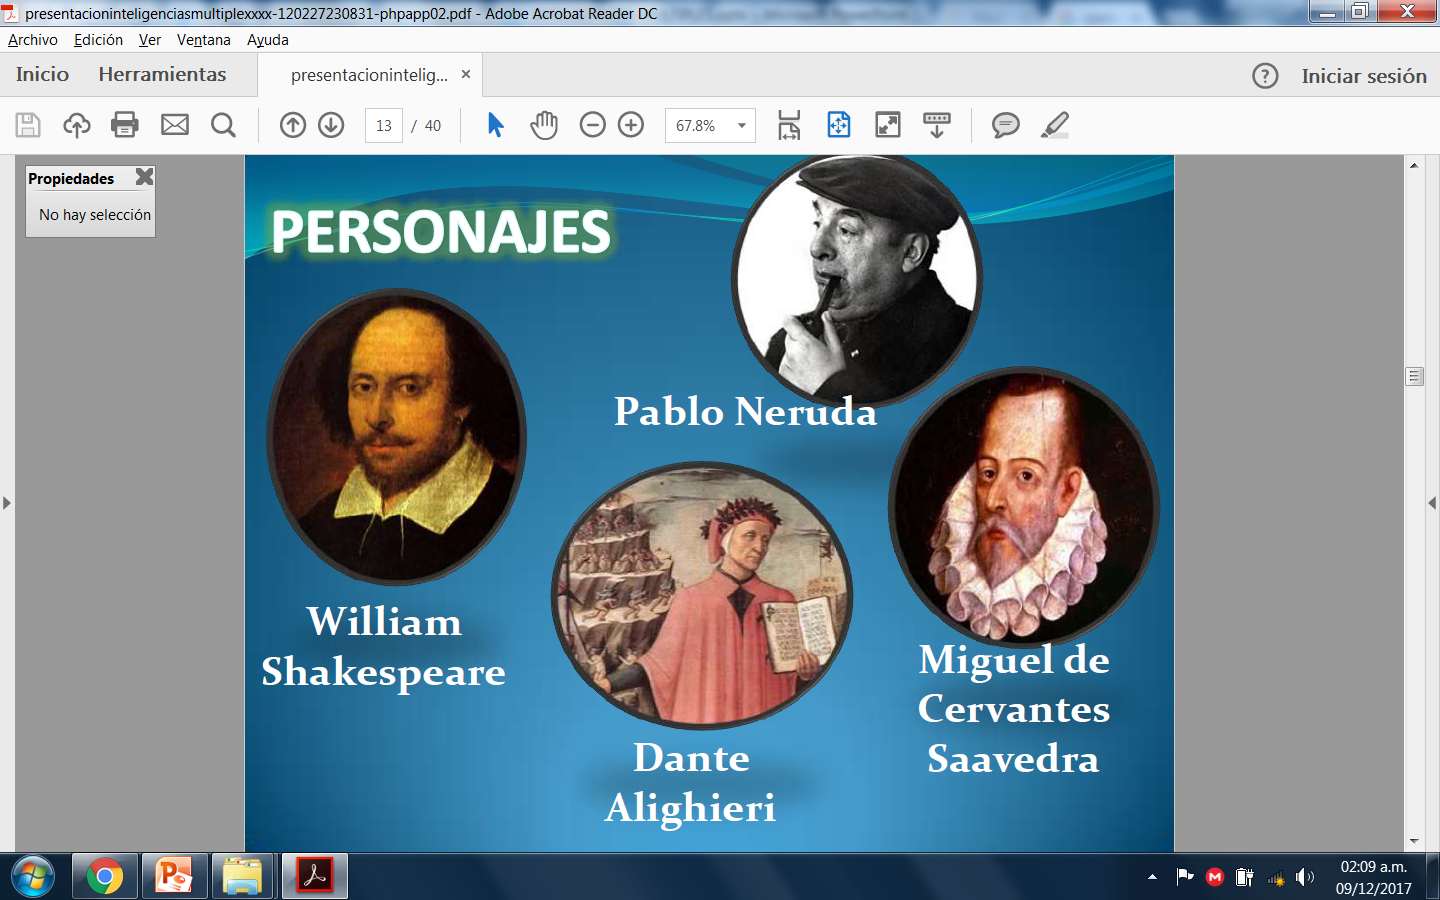 presentacioninteligenciasmultiplexxxx-120227230831-phpapp02.pdf - Adobe Acrobat Reader DC
Archivo Edición Ver Ventana Ayuda
Inicio Herramientas presentacionintelig... × ? Iniciar sesión
13 / 40 67.8%
Propiedades
No hay selección
PERSONAJES
Pablo Neruda
William
Shakespeare
Miguel de
Cervantes
Saavedra
Dante
Alighieri
02:09 a.m.
09/12/2017